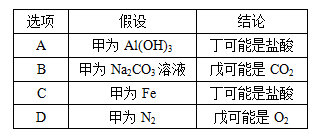 选项 假设 结论
A 甲为 Al(OH)₃ 丁可能是盐酸
B 甲为 Na₂CO₃ 溶液 戊可能是 CO₂
C 甲为 Fe 丁可能是盐酸
D 甲为 N₂ 戊可能是 O₂